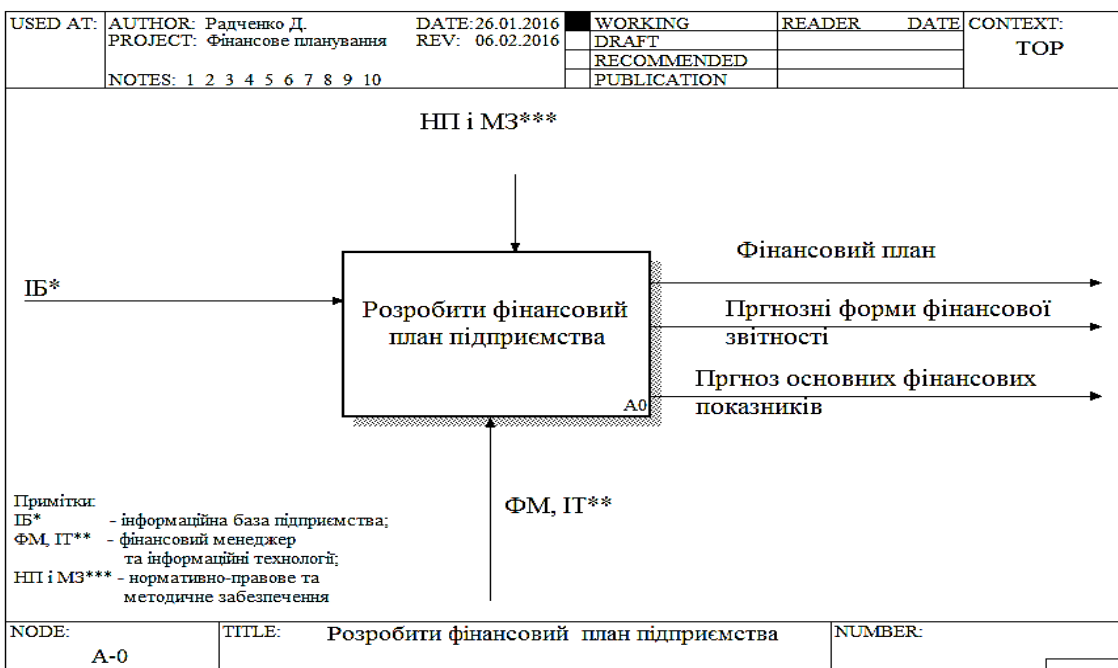 USED AT: AUTHOR: Радченко Д. DATE:26.01.2016 WORKING READER DATE CONTEXT:
PROJECT: Фінансове планування REV: 06.02.2016 DRAFT TOP
RECOMMENDED
NOTES: 1 2 3 4 5 6 7 8 9 10 PUBLICATION
НП і МЗ***
Фінансовий план
ІБ*
Розробити фінансовий
план підприємства
A0
Пргнозні форми фінансової
звітності
Пргноз основних фінансових
показників
ФМ, ІТ**
Примітки:
ІБ* - інформаційна база підприємства;
ФМ, ІТ** - фінансовий менеджер
та інформаційні технології;
НП і МЗ*** - нормативно-правове та
методичне забезпечення
NODE: TITLE: Розробити фінансовий план підприємства NUMBER:
A-0